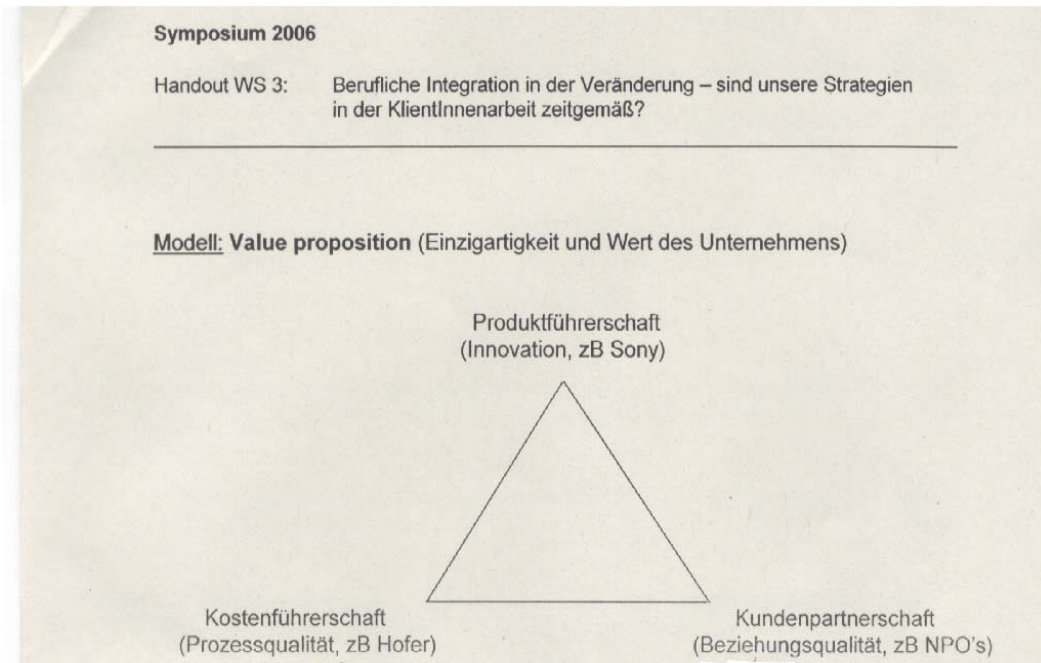 Symposium 2006
Handout WS 3: Berufliche Integration in der Veränderung – sind unsere Strategien
in der KlientInnenarbeit zeitgemäß?
Modell: Value proposition (Einzigartigkeit und Wert des Unternehmens)
Produktführerschaft
(Innovation, zB Sony)
Kostenführerschaft
(Prozessqualität, zB Hofer)
Kundenpartnerschaft
(Beziehungsqualität, zB NPO's)